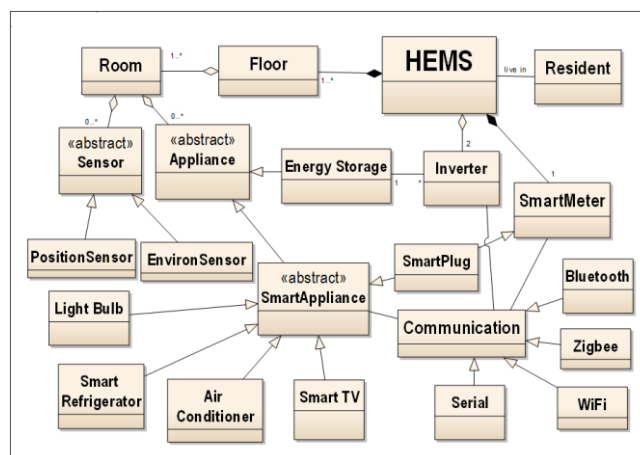 HEMS
Floor
Room
Resident
live in
1..*
1..*
0..*
0..*
«abstract»
Sensor
«abstract»
Appliance
Energy Storage
1
*
Inverter
2
1
SmartMeter
PositionSensor
EnvironSensor
SmartPlug
«abstract»
SmartAppliance
Bluetooth
Light Bulb
Communication
Zigbee
Smart
Refrigerator
Air
Conditioner
Smart TV
Serial
WiFi